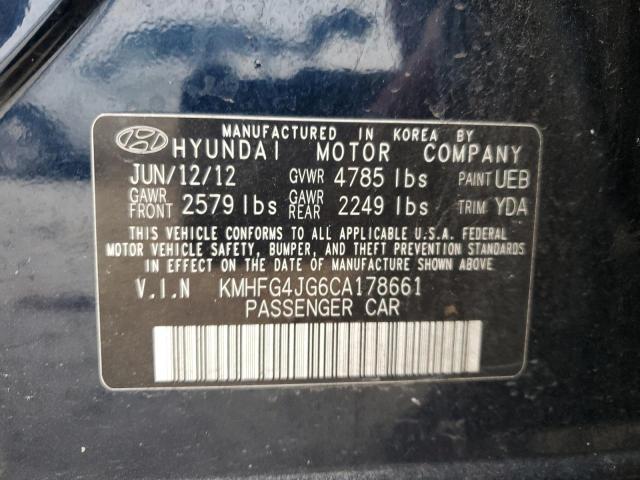 MANUFACTURED IN KOREA BY
HYUNDAI MOTOR COMPANY
JUN/12/12 GVWR 4785 lbs PAINT UEB
GAWR FRONT 2579 lbs GAWR REAR 2249 lbs TRIM YDA
THIS VEHICLE CONFORMS TO ALL APPLICABLE U.S.A. FEDERAL
MOTOR VEHICLE SAFETY, BUMPER, AND THEFT PREVENTION STANDARDS
IN EFFECT ON THE DATE OF MANUFACTURE SHOWN ABOVE.
V.I.N KMHFG4JG6CA178661
PASSENGER CAR